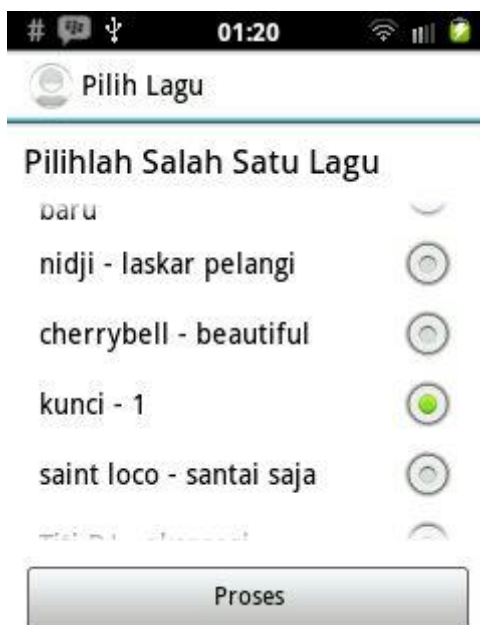 # 01:20
Pilih Lagu
Pilihlah Salah Satu Lagu
baru
nidji - laskar pelangi
cherrybell - beautiful
kunci - 1
saint loco - santai saja
Proses